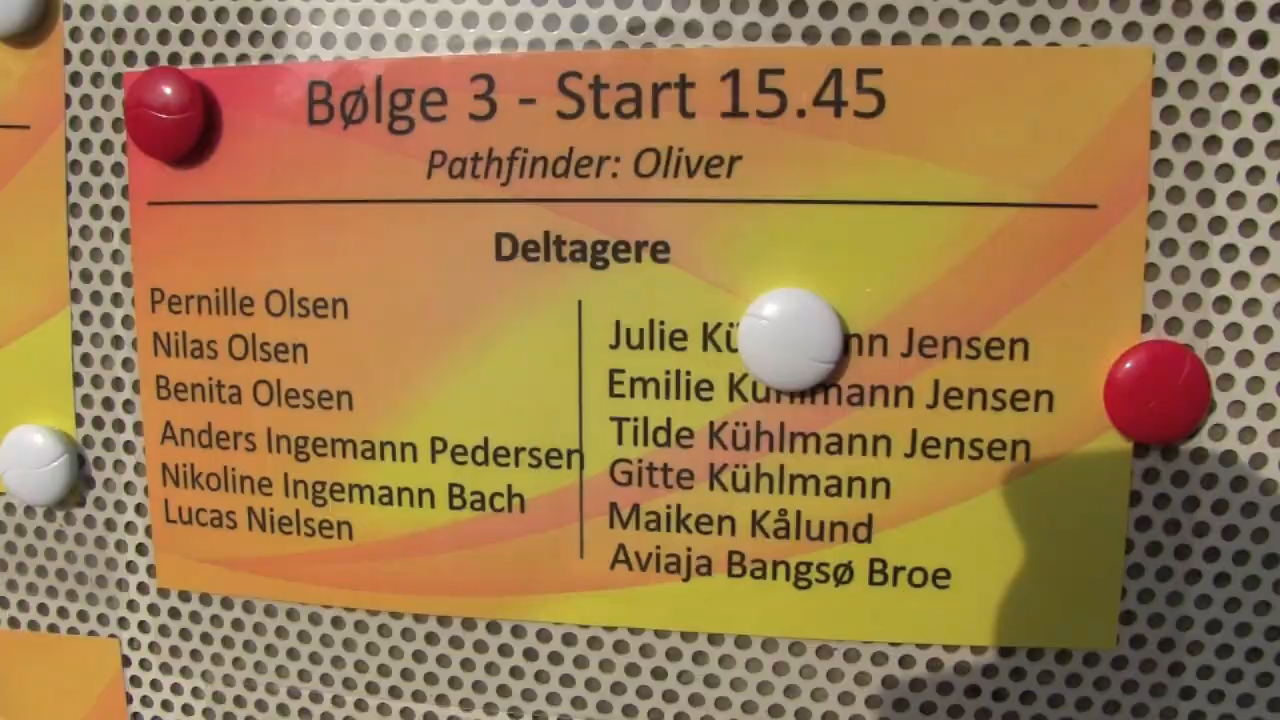 Bølge 3 - Start 15.45
Pathfinder: Oliver
Deltagere
Pernille Olsen
Nilas Olsen
Benita Olesen
Anders Ingemann Pedersen
Nikoline Ingemann Bach
Lucas Nielsen
Julie Jensen
Emilie Kühlmann Jensen
Tilde Kühlmann Jensen
Gitte Kühlmann
Maiken Kålund
Aviaja Bangsø Broe